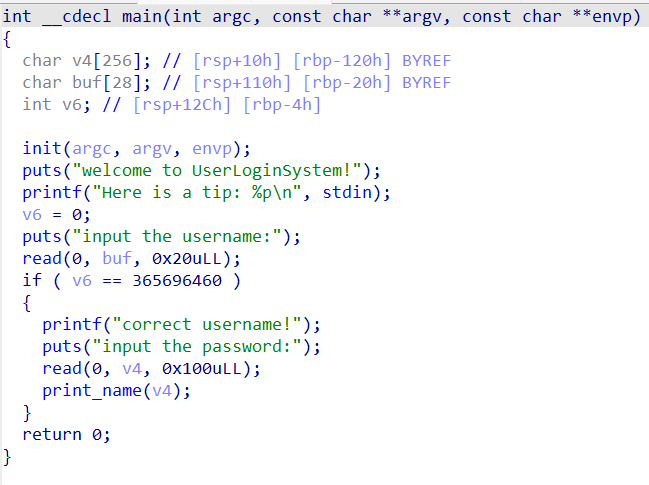 int __cdecl main(int argc, const char **argv, const char **envp)
{
char v4[256]; // [rsp+10h] [rbp-120h] BYREF
char buf[28]; // [rsp+110h] [rbp-20h] BYREF
int v6; // [rsp+12Ch] [rbp-4h]
init(argc, argv, envp);
puts("welcome to UserLoginSystem!");
printf("Here is a tip: %p\n", stdin);
v6 = 0;
puts("input the username:");
read(0, buf, 0x20uLL);
if ( v6 == 365696460 )
{
printf("correct username!");
puts("input the password:");
read(0, v4, 0x100uLL);
print_name(v4);
}
return 0;
}